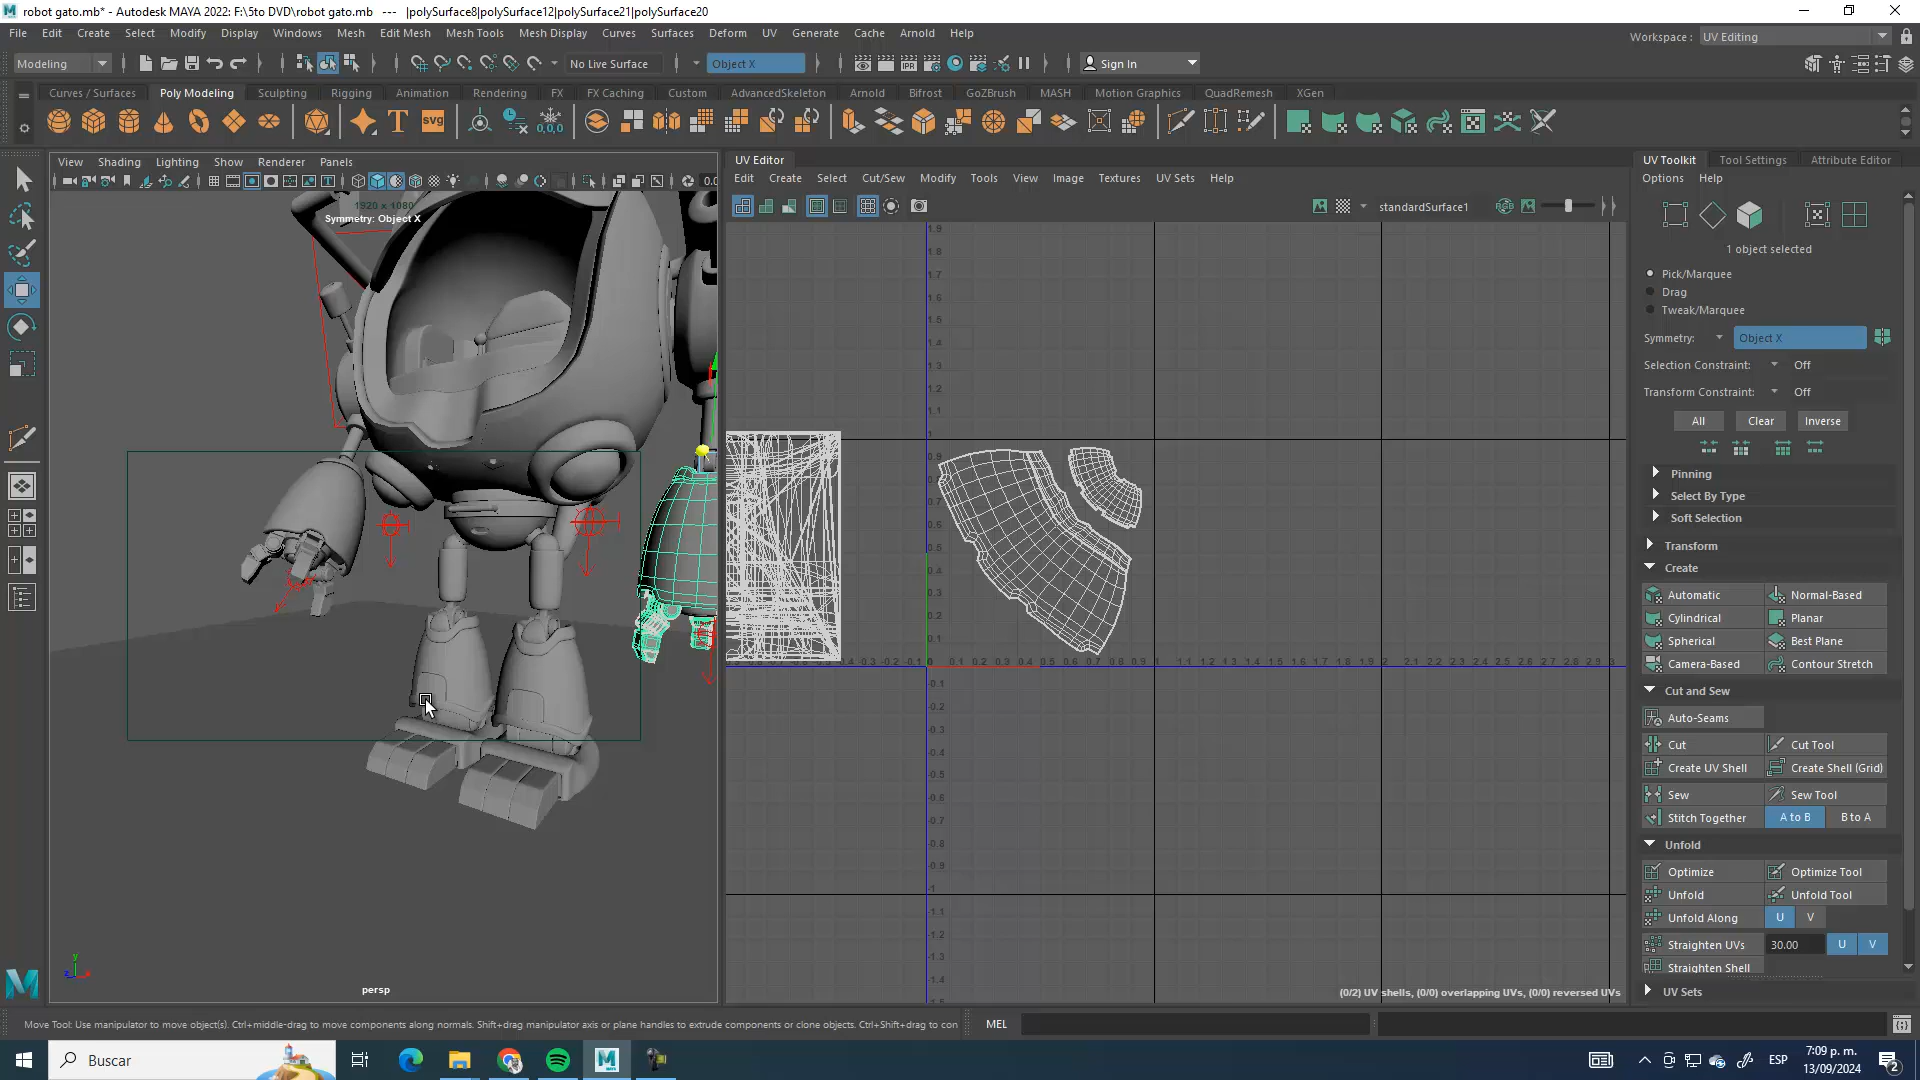 robot gato.mb* - Autodesk MAYA 2022: F:\5to DVD\robot gato.mb --- |polySurface8|polySurface12|polySurface21|polySurface20
File Edit Create Select Modify Display Windows Mesh Edit Mesh Mesh Tools Mesh Display Curves Surfaces Deform UV Generate Cache Arnold Help
Workspace : UV Editing
Modeling No Live Surface Object X Sign In
Curves / Surfaces Poly Modeling Sculpting Rigging Animation Rendering FX FX Caching Custom AdvancedSkeleton Arnold Bifrost GoZBrush MASH Motion Graphics QuadRemesh XGen
View Shading Lighting Show Renderer Panels
1920 x 1080
Symmetry: Object X
persp
UV Editor
Edit Create Select Cut/Sew Modify Tools View Image Textures UV Sets Help
standardSurface1
(0/2) UV shells, (0/0) overlapping UVs, (0/0) reversed UVs
UV Toolkit Tool Settings Attribute Editor
Options Help
1 object selected
Pick/Marquee
Drag
Tweak/Marquee
Symmetry: Object X
Selection Constraint: Off
Transform Constraint: Off
All Clear Inverse
Pinning
Select By Type
Soft Selection
Transform
Create
Automatic Normal-Based
Cylindrical Planar
Spherical Best Plane
Camera-Based Contour Stretch
Cut and Sew
Auto-Seams
Cut Cut Tool
Create UV Shell Create Shell (Grid)
Sew Sew Tool
Stitch Together A to B B to A
Unfold
Optimize Optimize Tool
Unfold Unfold Tool
Unfold Along U V
Straighten UVs 30.00 U V
Straighten Shell
UV Sets
Move Tool: Use manipulator to move object(s). Ctrl+middle-drag to move components along normals. Shift+drag manipulator axis or plane handles to extrude components or clone objects. Ctrl+Shift+drag to con
MEL
Buscar
ESP
7:09 p. m.
13/09/2024
2